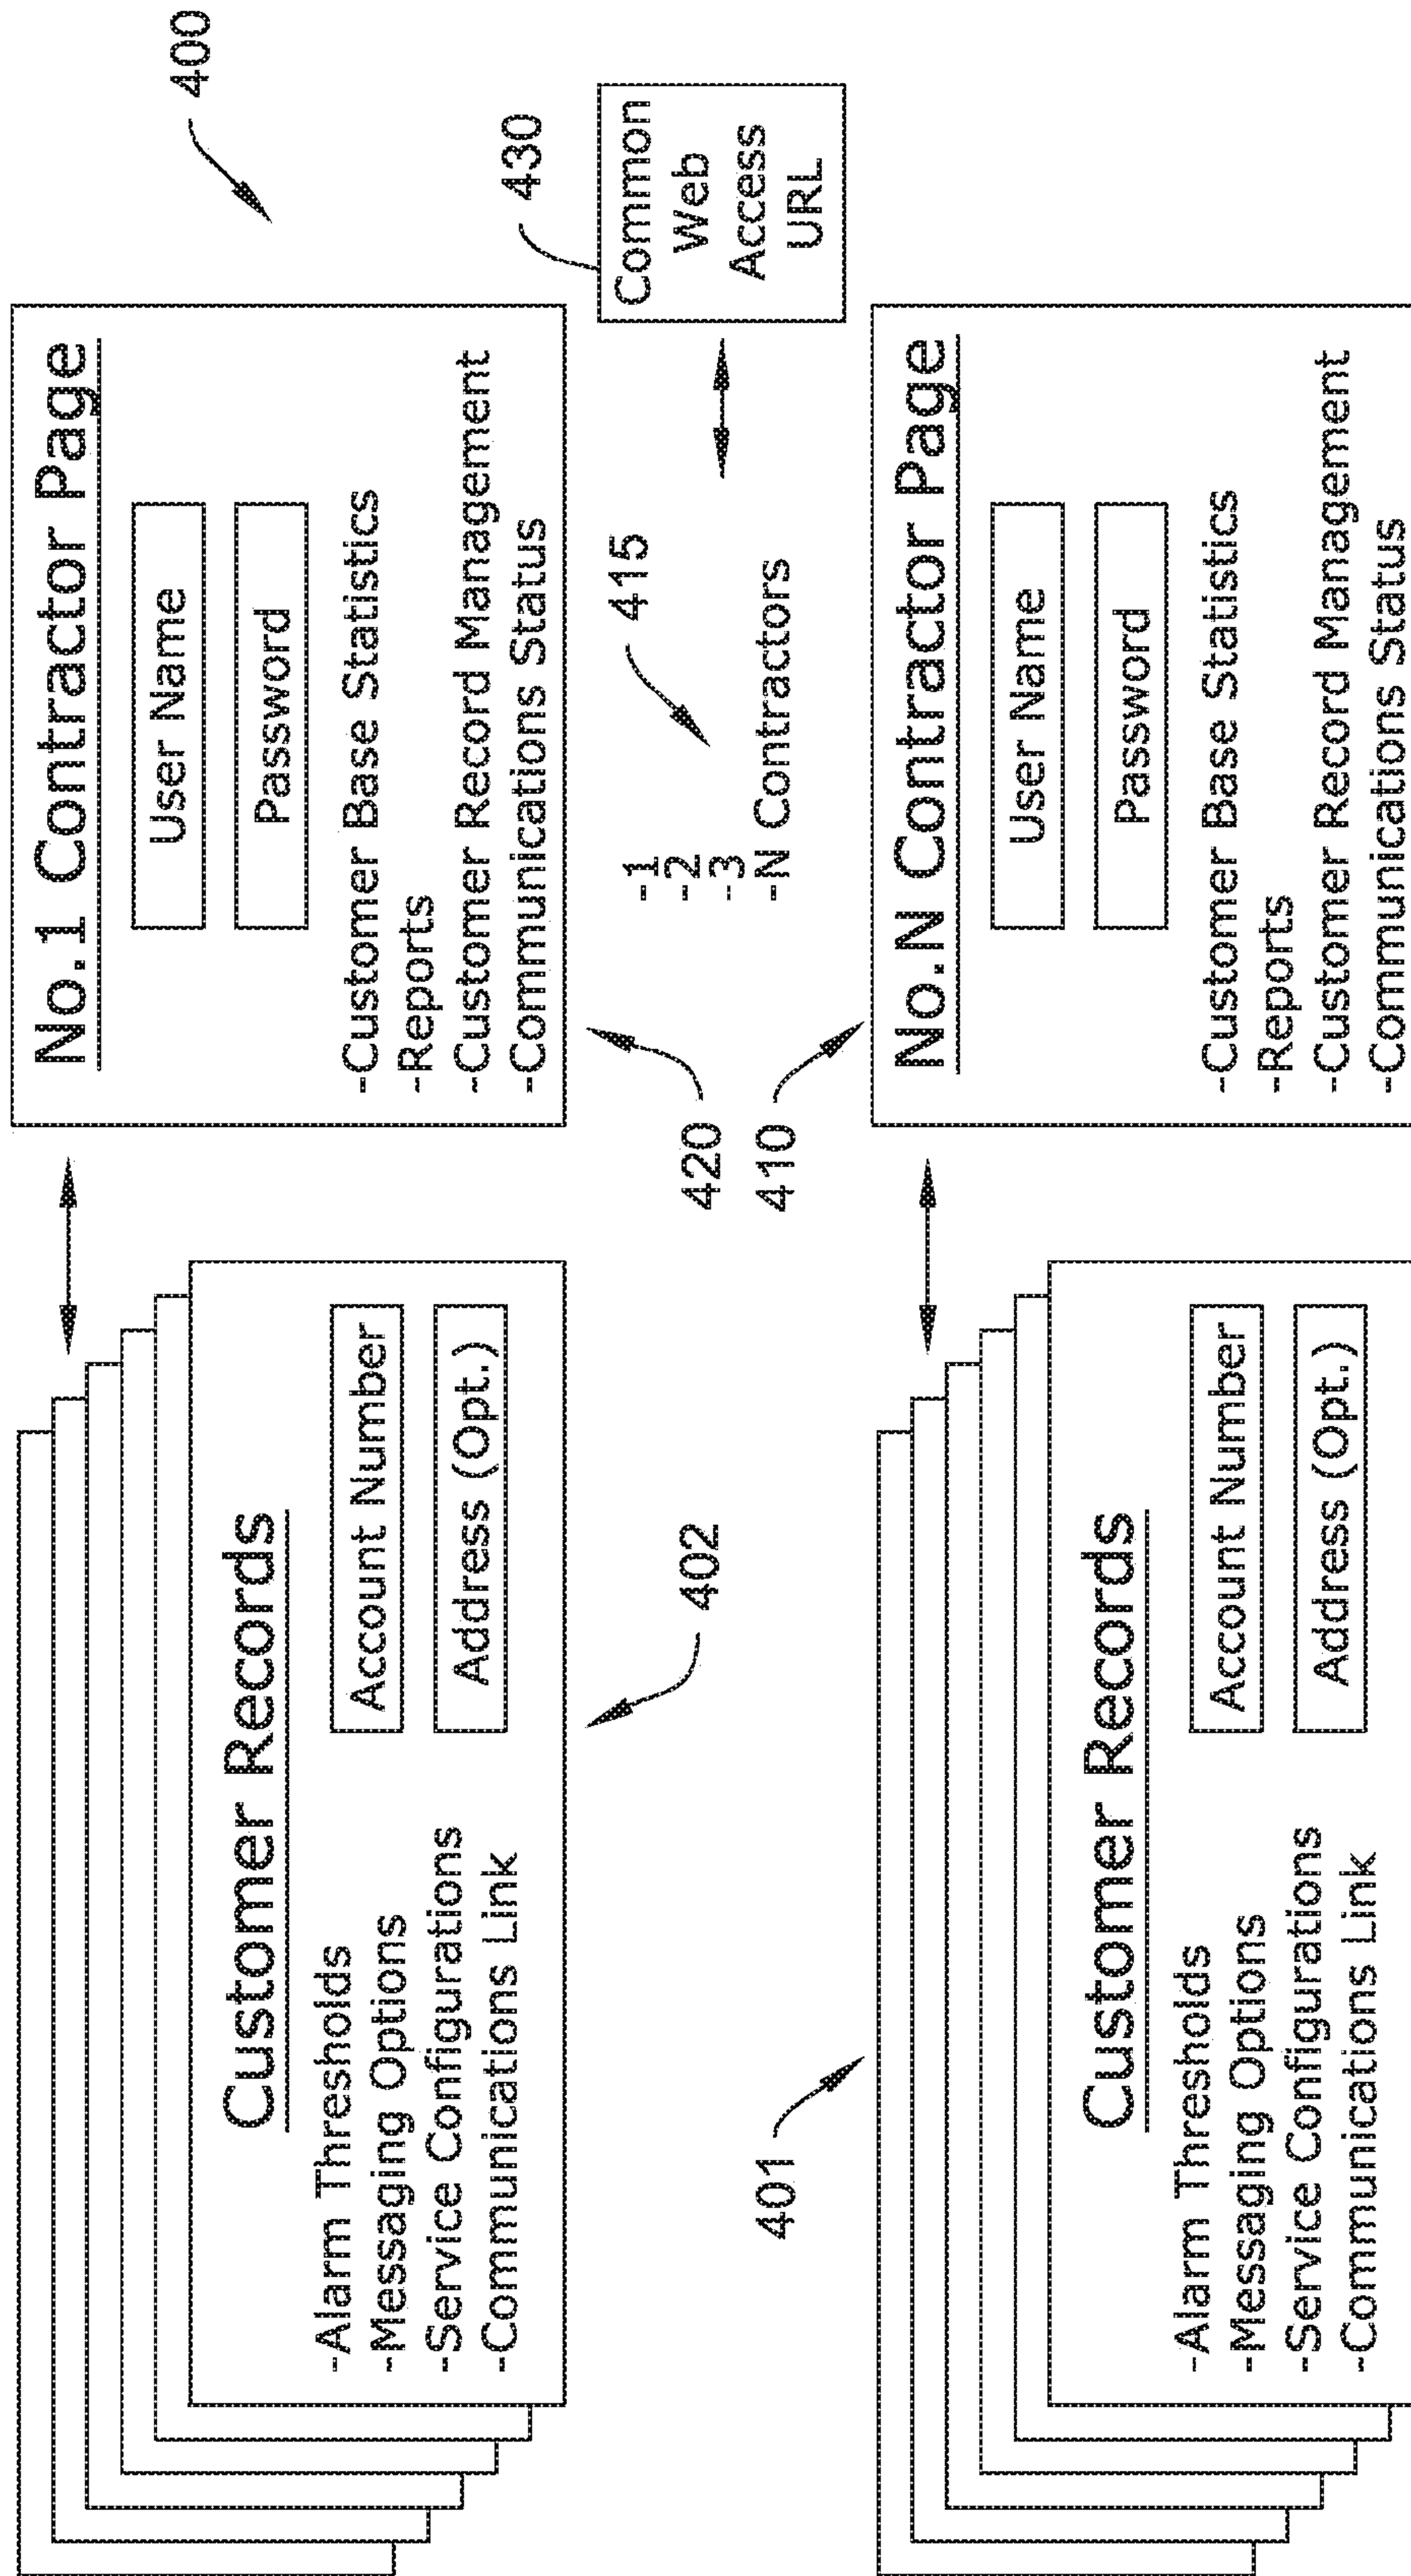 400
No.1 Contractor Page
User Name
Password
-Customer Base Statistics
-Reports
-Customer Record Management
-Communications Status
Customer Records
Account Number
Address (Opt.)
-Alarm Thresholds
-Messaging Options
-Service Configurations
-Communications Link
402
420
430
Common
Web
Access
URL
415
-1
-2
-3
-N Contractors
410
401
No.N Contractor Page
User Name
Password
-Customer Base Statistics
-Reports
-Customer Record Management
-Communications Status
Customer Records
Account Number
Address (Opt.)
-Alarm Thresholds
-Messaging Options
-Service Configurations
-Communications Link